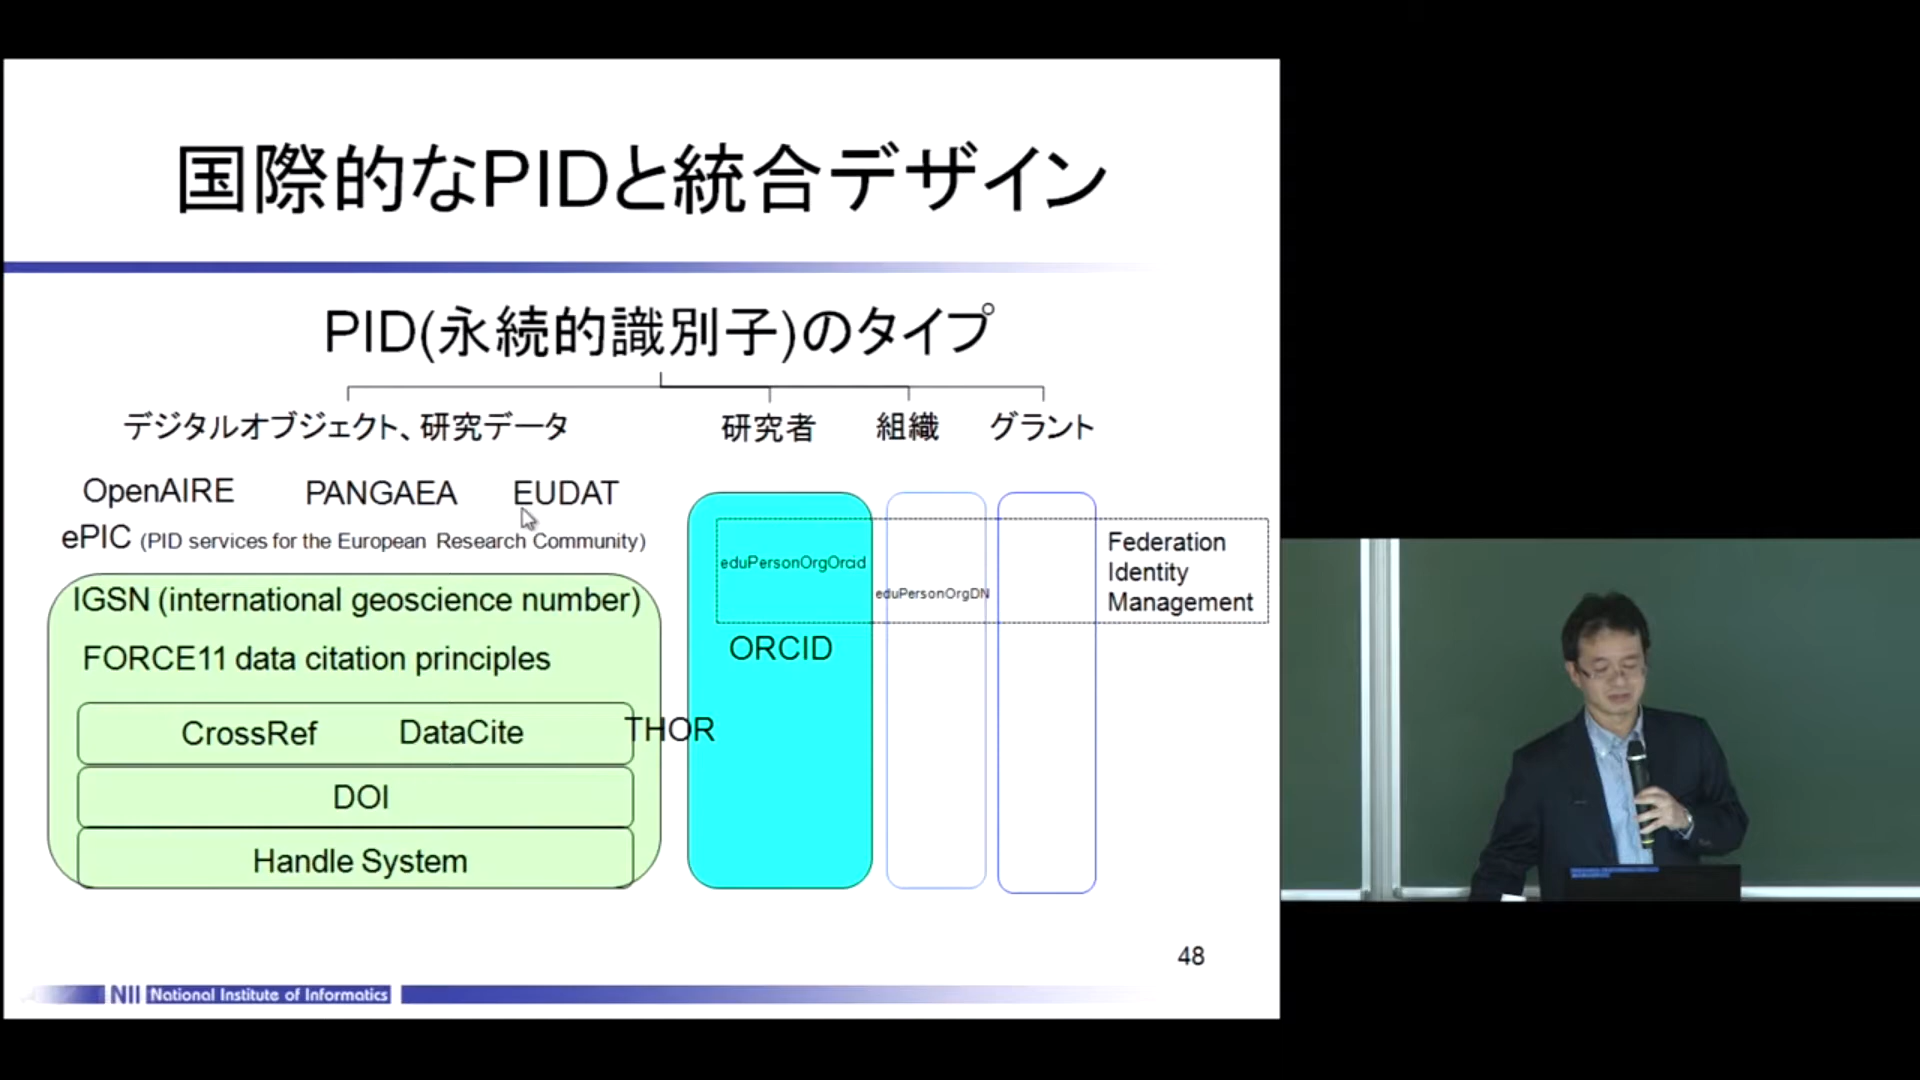 国際的なPIDと統合デザイン
PID(永続的識別子)のタイプ
デジタルオブジェクト、研究データ
研究者
組織
グラント
OpenAIRE
PANGAEA
EUDAT
ePIC (PID services for the European Research Community)
IGSN (international geoscience number)
FORCE11 data citation principles
CrossRef
DataCite
THOR
DOI
Handle System
eduPersonOrgOrcid
ORCID
eduPersonOrgDN
Federation
Identity
Management
48
NII National Institute of Informatics